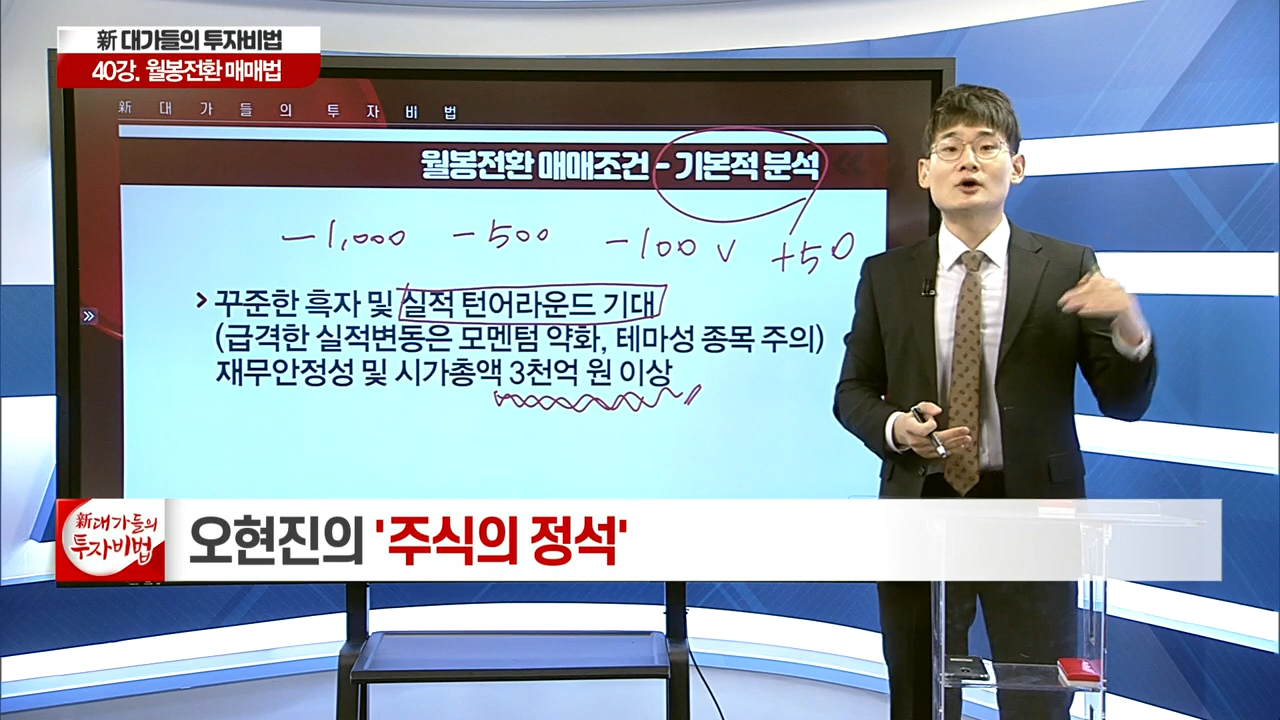 新 대가들의 투자비법
40강. 월봉전환 매매법
新 대 가 들 의 투 자 비 법
월봉전환 매매조건 - 기본적 분석
-1,000 -500 -100 v +50
꾸준한 흑자 및 실적 턴어라운드 기대
(급격한 실적변동은 모멘텀 약화, 테마성 종목 주의)
재무안정성 및 시가총액 3천억 원 이상
新대가들의
투자비법
오현진의 '주식의 정석'